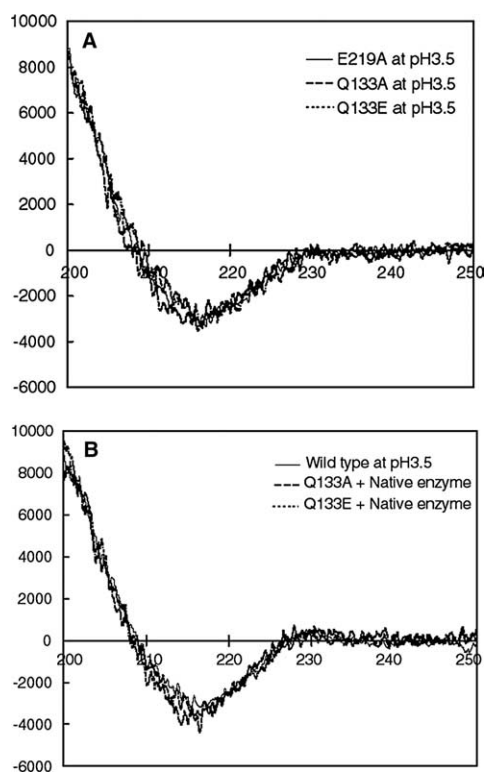 A
10000
8000
6000
4000
2000
0
-2000
-4000
-6000
E219A at pH3.5
Q133A at pH3.5
Q133E at pH3.5
200 210 220 230 240 250
B
10000
8000
6000
4000
2000
0
-2000
-4000
-6000
Wild type at pH3.5
Q133A + Native enzyme
Q133E + Native enzyme
200 210 220 230 240 250